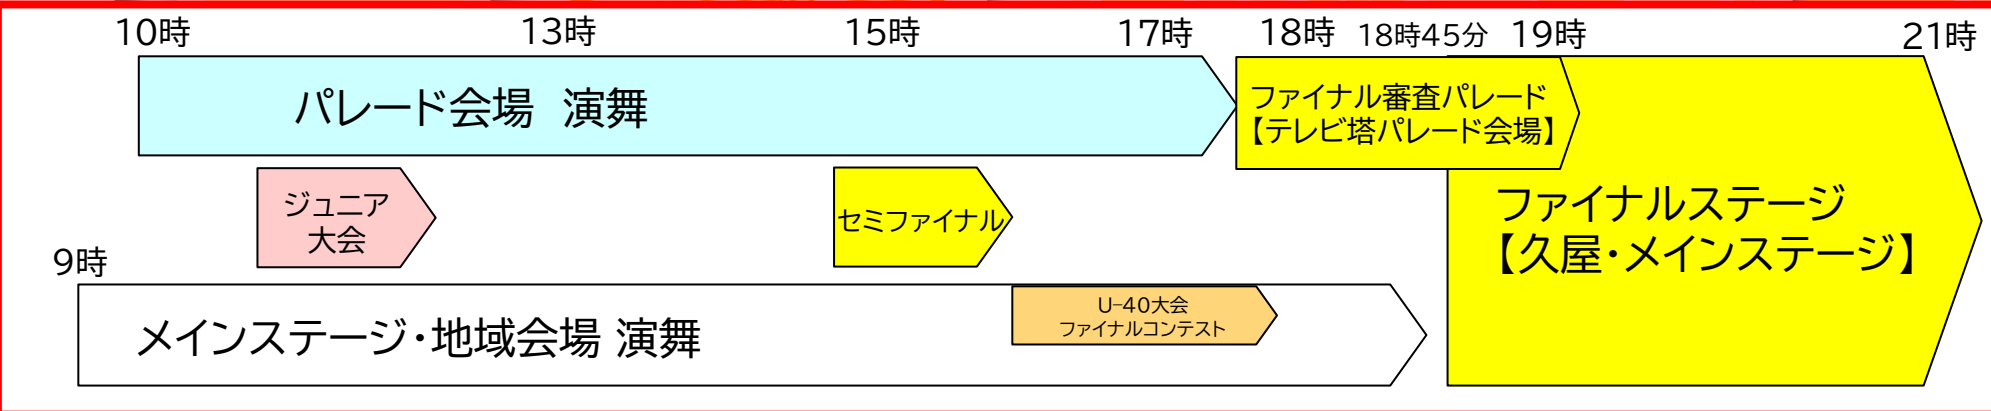 10時
13時
15時
17時
18時
18時45分
19時
21時
パレード会場 演舞
ファイナル審査パレード
【テレビ塔パレード会場】
ジュニア
大会
セミファイナル
ファイナルステージ
【久屋・メインステージ】
9時
メインステージ・地域会場 演舞
U-40大会
ファイナルコンテスト